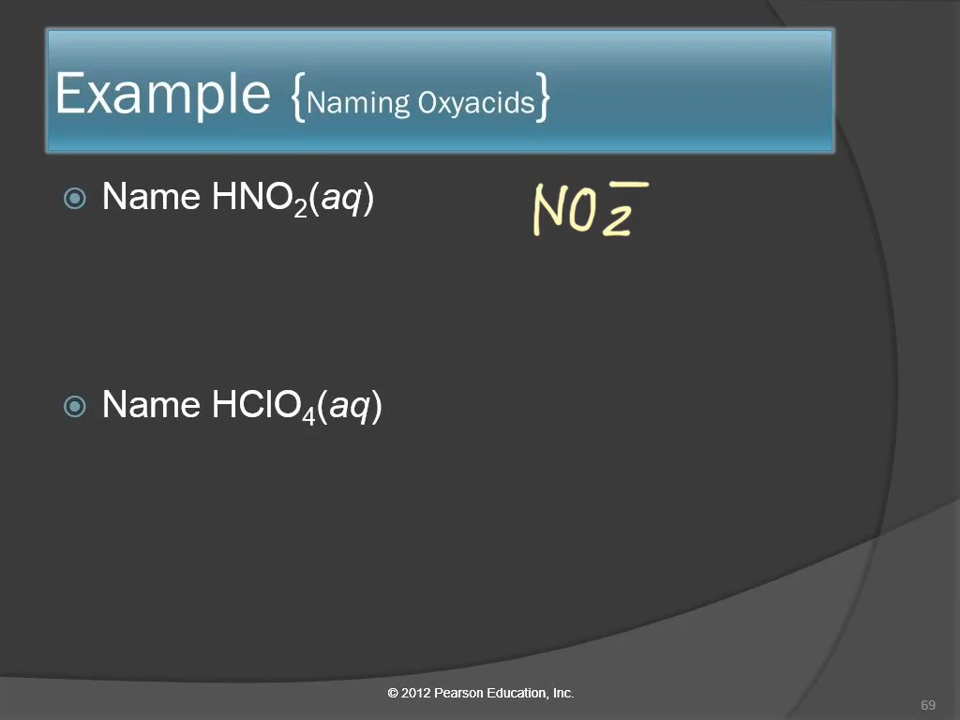 Example {Naming Oxyacids}
Name HNO₂(aq) NO₂⁻
Name HClO₄(aq)
© 2012 Pearson Education, Inc.
69